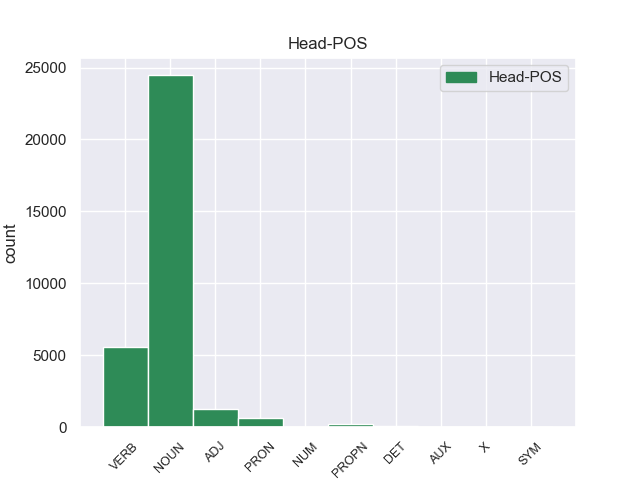 Head-POS
Head-POS
25000
20000
15000
10000
5000
0
count
VERB
NOUN
ADJ
PRON
NUM
PROPN
DET
AUX
X
SYM